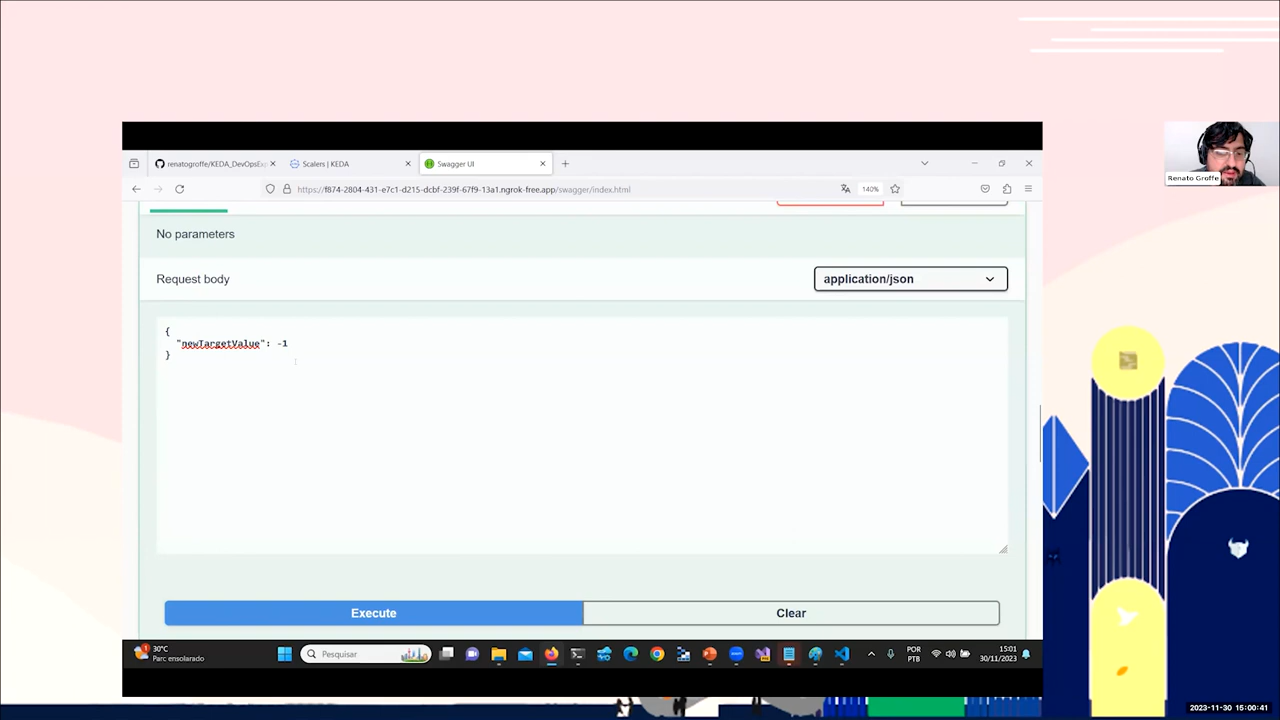 renatogroffe/KEDA_DevOpsExp
Scalers | KEDA
Swagger UI
https://f874-2804-431-e7c1-d215-dcbf-239f-67f9-13a1.ngrok-free.app/swagger/index.html
140%
Renato Groffe
No parameters
Request body
application/json
{
"newTargetValue": -1
}
Execute
Clear
1
30°C
Parc ensolarado
Pesquisar
POR
PTB
15:01
30/11/2023
2023-11-30 15:00:41